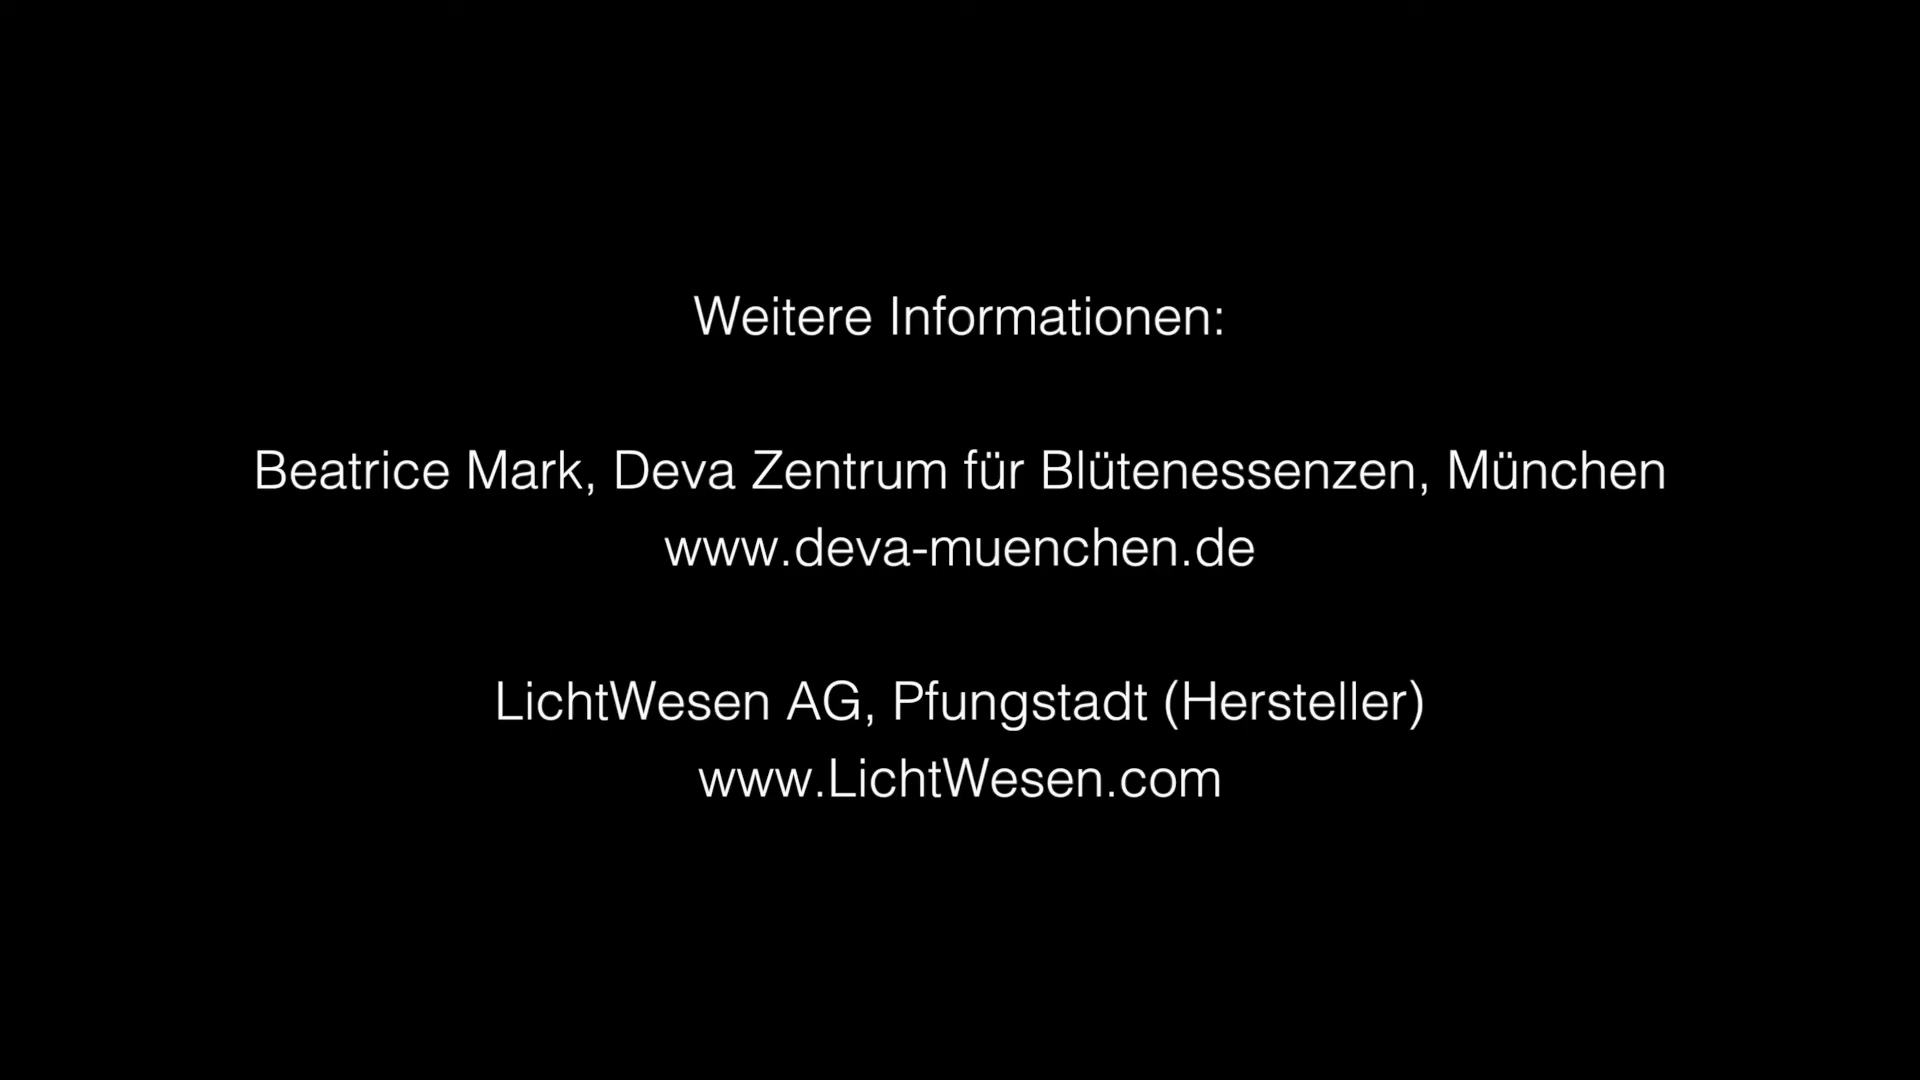 Weitere Informationen:
Beatrice Mark, Deva Zentrum für Blütenessenzen, München
www.deva-muenchen.de
LichtWesen AG, Pfungstadt (Hersteller)
www.LichtWesen.com